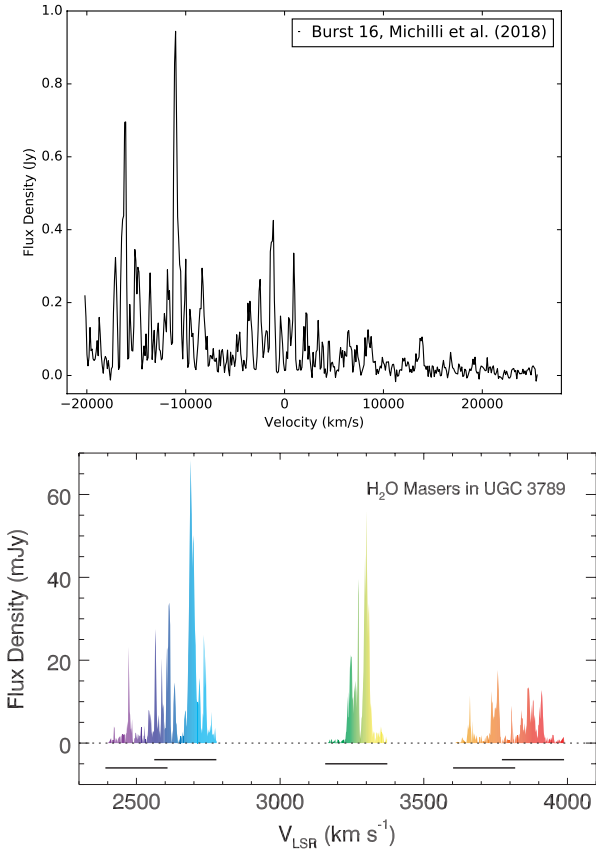 1.0
Burst 16, Michilli et al. (2018)
0.8
0.6
0.4
0.2
0.0
Flux Density (Jy)
−20000 −10000 0 10000 20000
Velocity (km/s)
H₂O Masers in UGC 3789
60
40
20
0
Flux Density (mJy)
2500 3000 3500 4000
V_LSR (km s⁻¹)